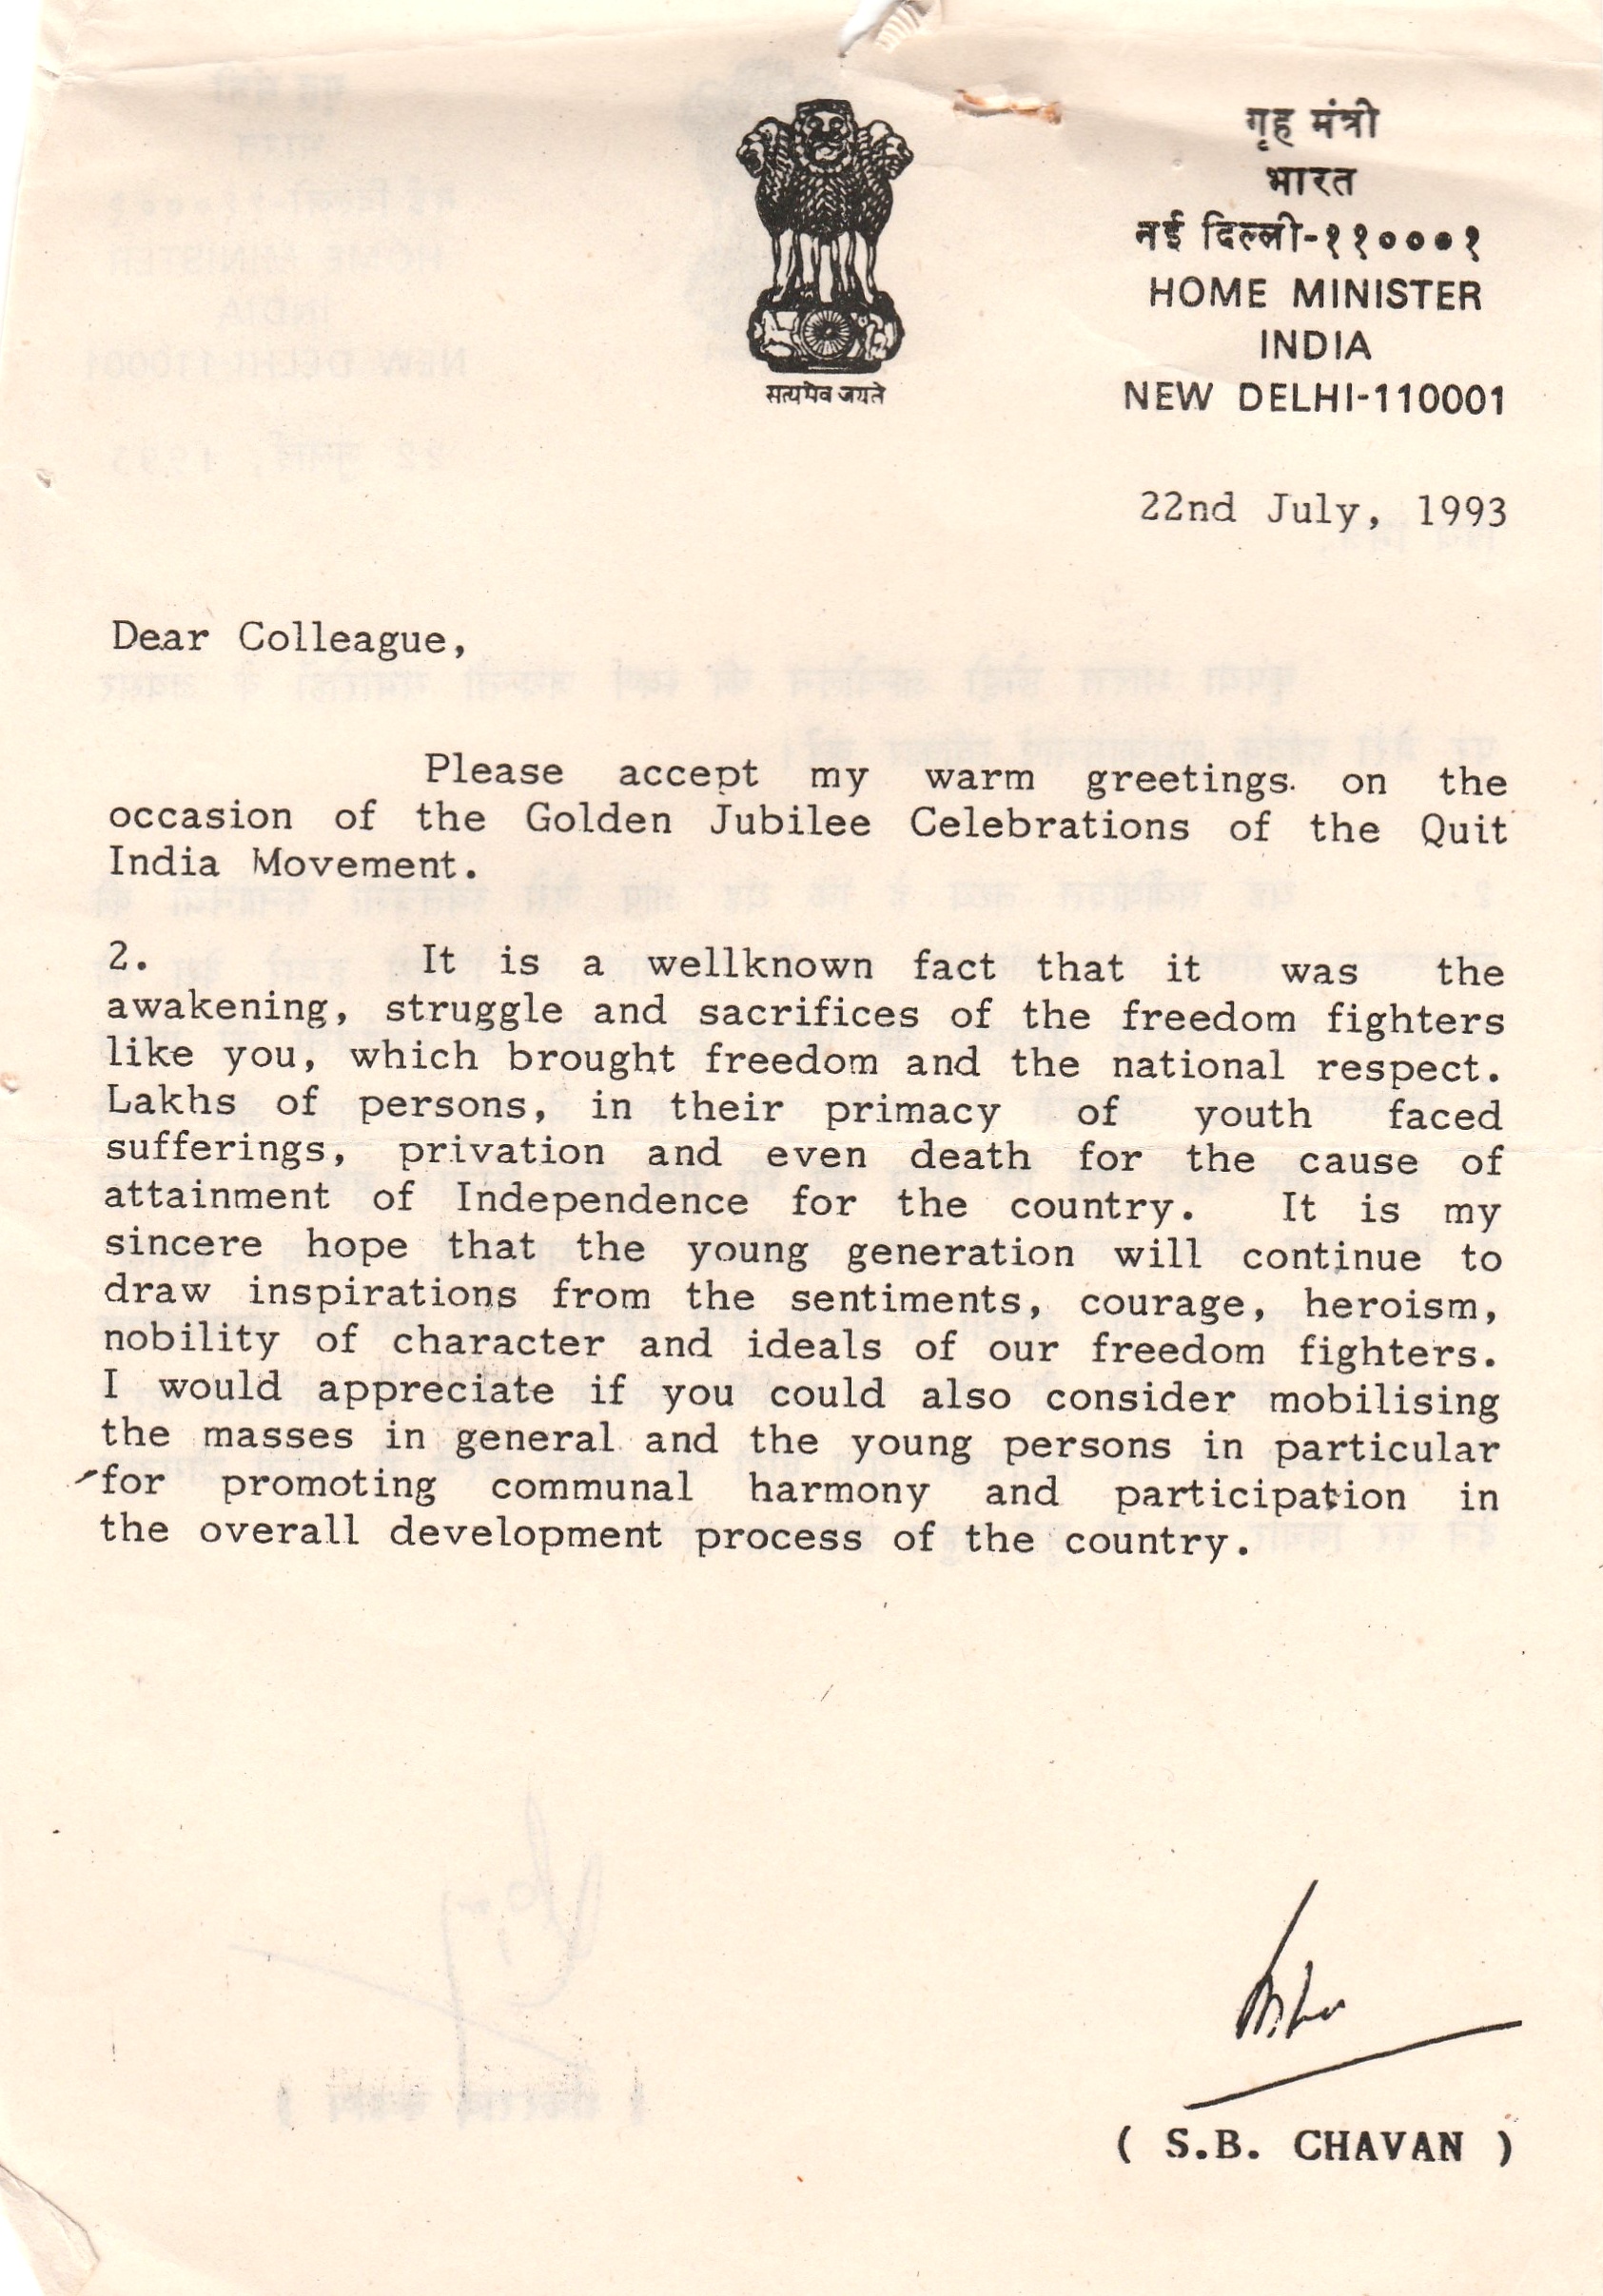 सत्यमेव जयते
गृह मंत्री
भारत
नई दिल्ली-११०००१
HOME MINISTER
INDIA
NEW DELHI-110001
22nd July, 1993
Dear Colleague,
Please accept my warm greetings on the
occasion of the Golden Jubilee Celebrations of the Quit
India Movement.
2. It is a wellknown fact that it was the
awakening, struggle and sacrifices of the freedom fighters
like you, which brought freedom and the national respect.
Lakhs of persons, in their primacy of youth faced
sufferings, privation and even death for the cause of
attainment of Independence for the country. It is my
sincere hope that the young generation will continue to
draw inspirations from the sentiments, courage, heroism,
nobility of character and ideals of our freedom fighters.
I would appreciate if you could also consider mobilising
the masses in general and the young persons in particular
for promoting communal harmony and participation in
the overall development process of the country.
( S.B. CHAVAN )